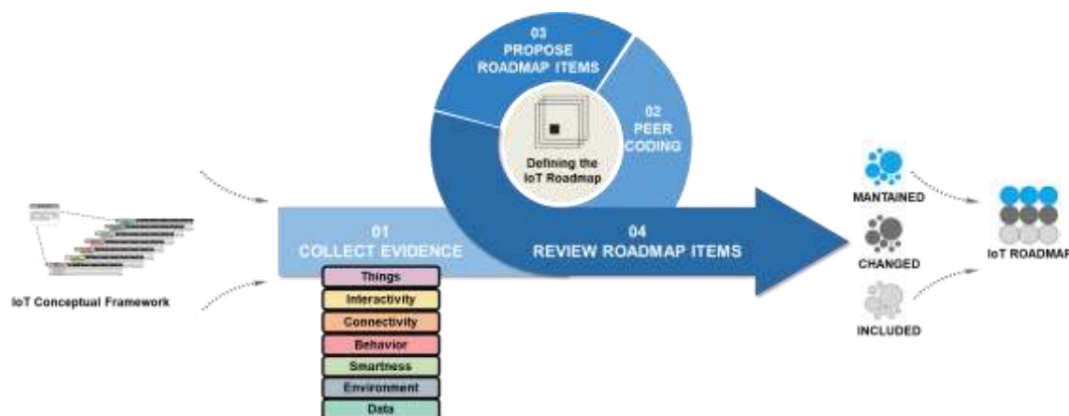 IoT Conceptual Framework
01
COLLECT EVIDENCE
Things
Interactivity
Connectivity
Behavior
Smartness
Environment
Data
02
PEER
CODING
03
PROPOSE
ROADMAP ITEMS
Defining the
IoT Roadmap
04
REVIEW ROADMAP ITEMS
MANTAINED
CHANGED
INCLUDED
IoT ROADMAP